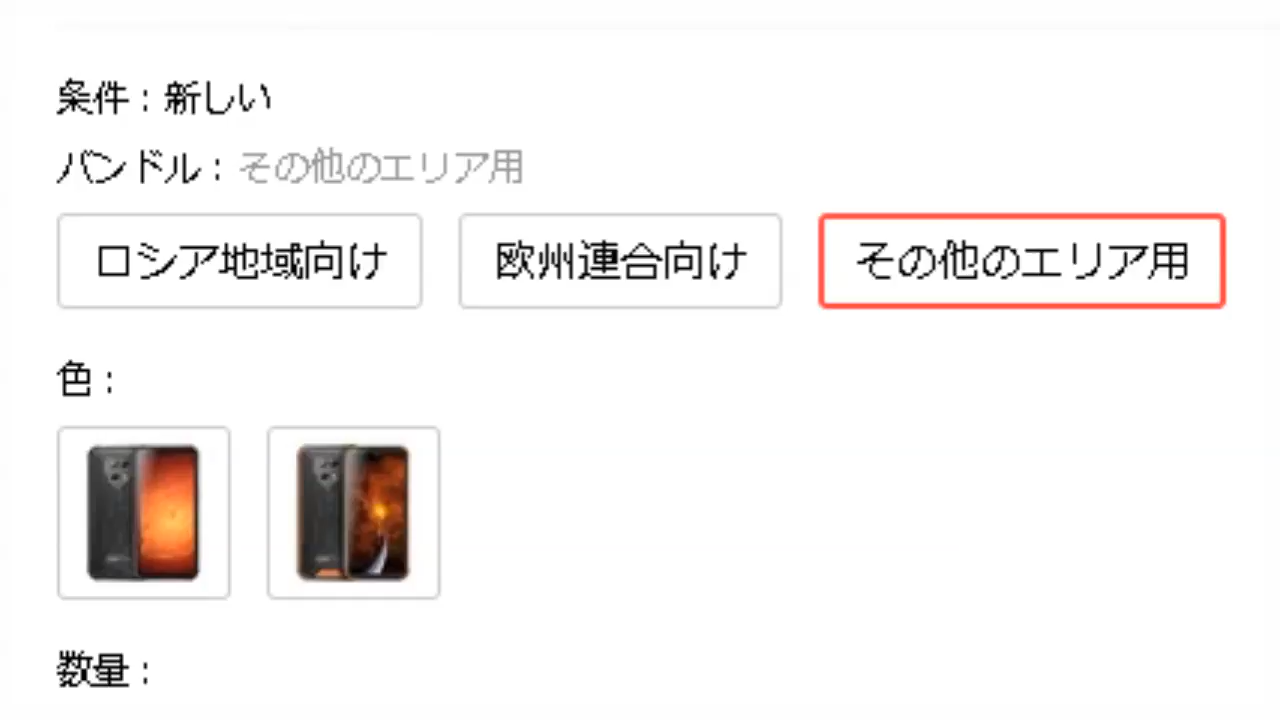 条件：新しい
バンドル： その他のエリア用
ロシア地域向け 欧州連合向け その他のエリア用
色：
数量：